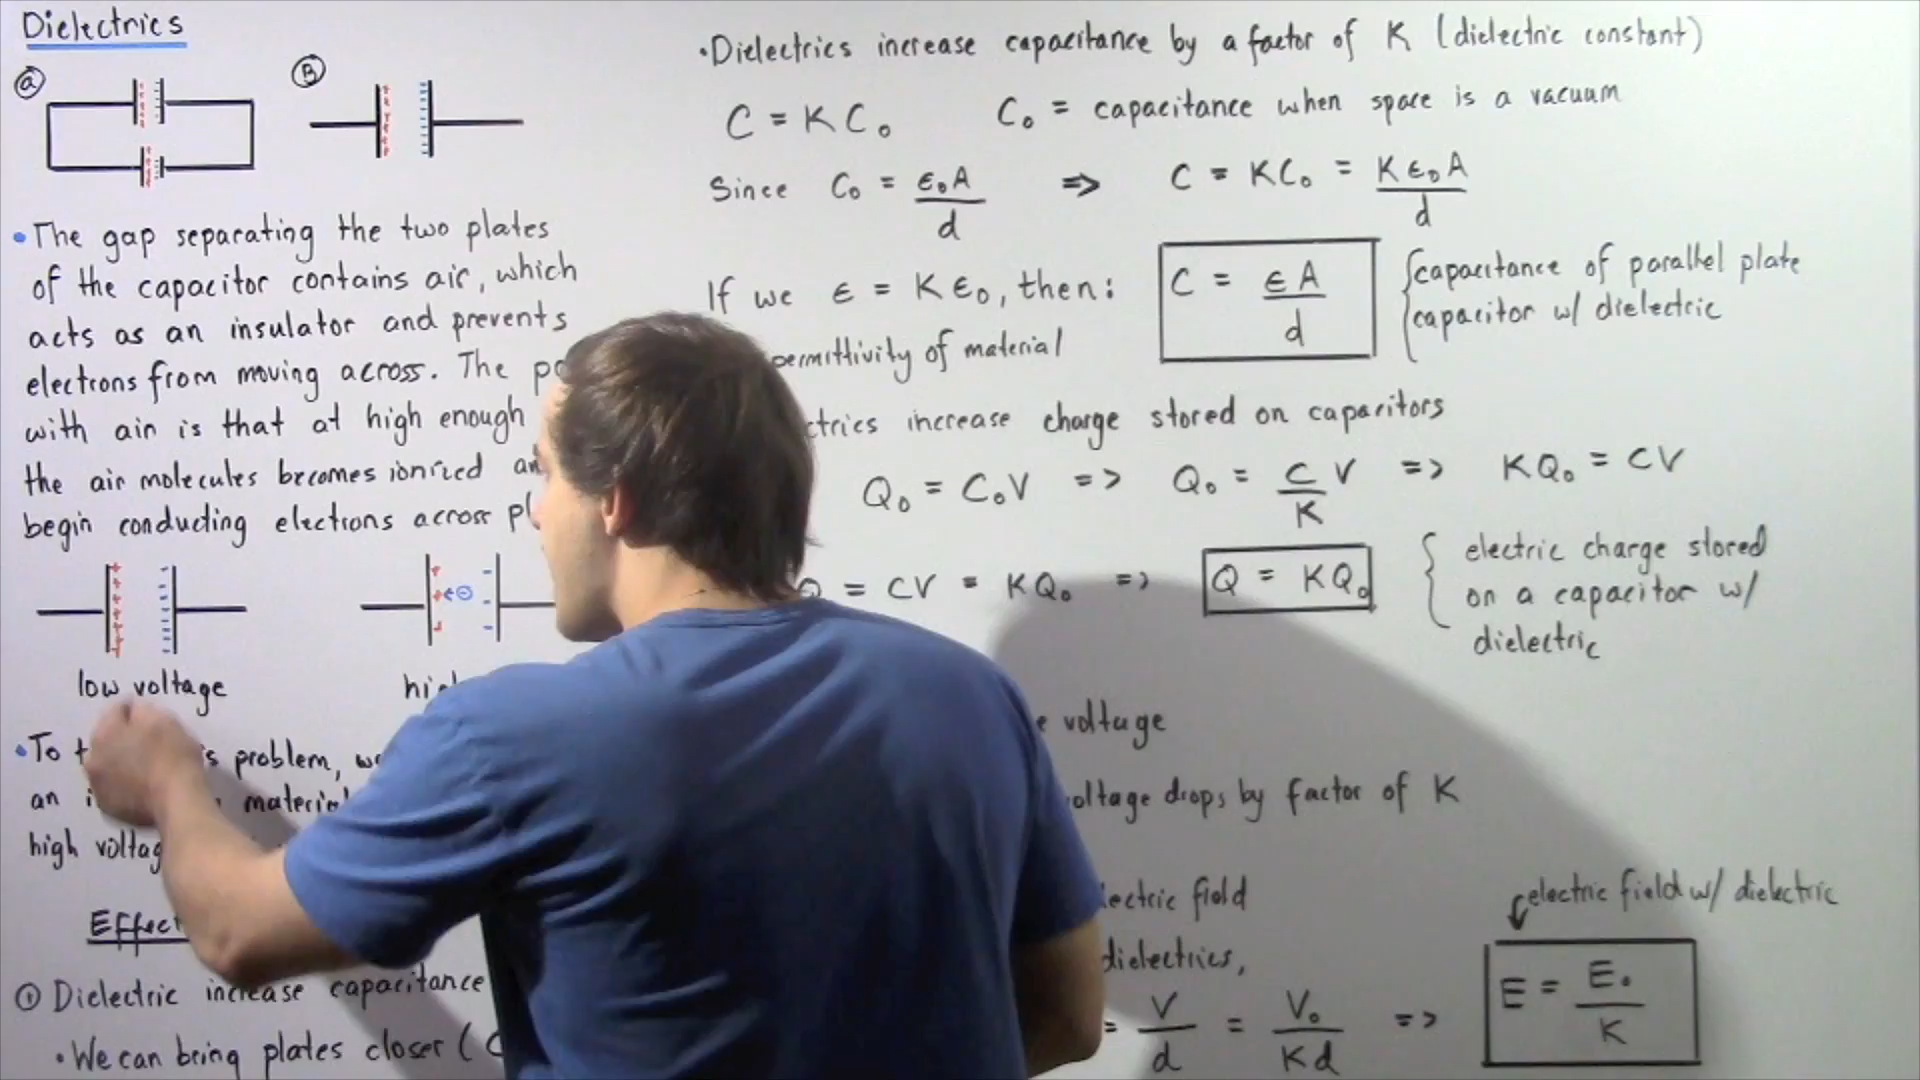 Dielectrics
a
B
• The gap separating the two plates
of the capacitor contains air, which
acts as an insulator and prevents
electrons from moving across. The
with air is that at high enough
the air molecules becomes ionized
begin conducting electrons across
low voltage
• To problem,
an
high
① Dielectric increase capacitance
• We can bring plates closer (
• Dielectrics increase capacitance by a factor of K (dielectric constant)
C = K C₀ C₀ = capacitance when space is a vacuum
Since C₀ = ε₀A/d => C = KC₀ = Kε₀A/d
If we ε = Kε₀, then: C = εA/d
{capacitance of parallel plate
capacitor w/ dielectric
permittivity of material
increase charge stored on capacitors
Q₀ = C₀V => Q₀ = C/K V => KQ₀ = CV
= CV = KQ₀ => Q = KQ₀
{ electric charge stored
on a capacitor w/
dielectric
voltage
voltage drops by factor of K
field
electric field w/ dielectric
dielectrics,
= V/d = V₀/Kd => E = E₀/K